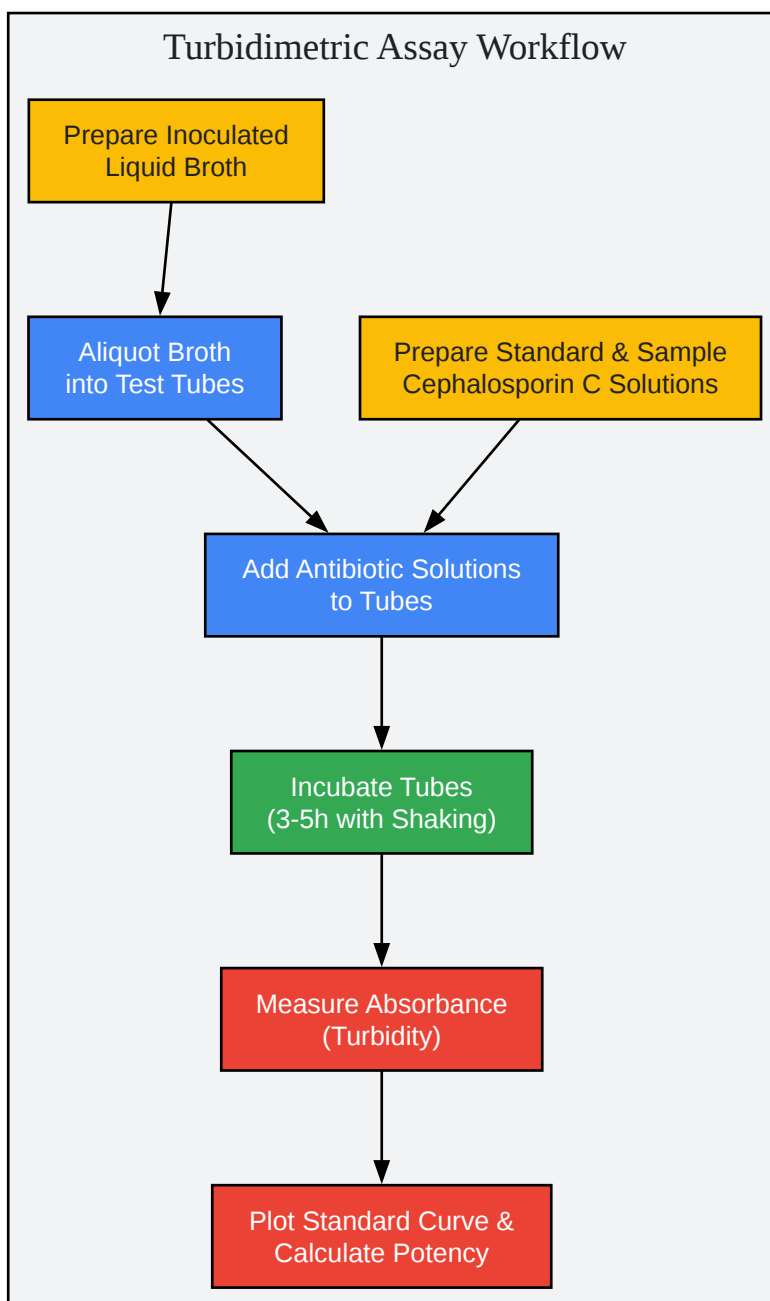 Turbidimetric Assay Workflow
Prepare Inoculated
Liquid Broth
Aliquot Broth
into Test Tubes
Prepare Standard & Sample
Cephalosporin C Solutions
Add Antibiotic Solutions
to Tubes
Incubate Tubes
(3-5h with Shaking)
Measure Absorbance
(Turbidity)
Plot Standard Curve &
Calculate Potency